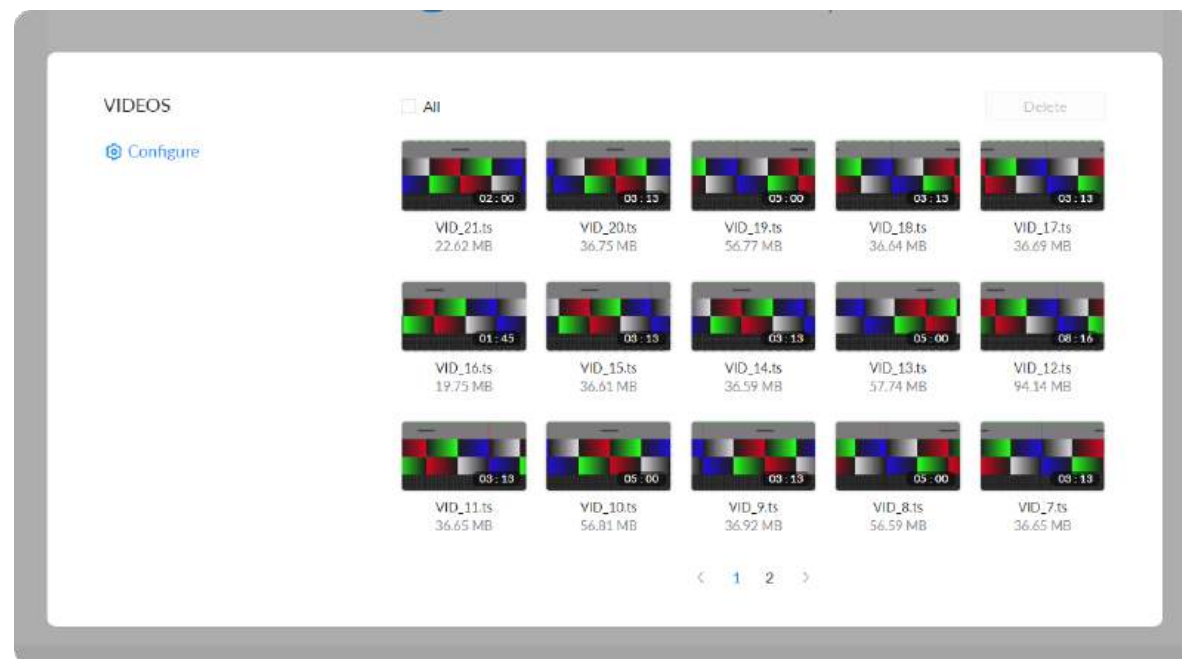 VIDEOS
All
Delete
Configure
02:00
03:13
05:00
03:13
03:13
VID_21.ts
VID_20.ts
VID_19.ts
VID_18.ts
VID_17.ts
22.62 MB
36.75 MB
56.77 MB
36.64 MB
36.69 MB
01:45
03:13
03:13
05:00
08:16
VID_16.ts
VID_15.ts
VID_14.ts
VID_13.ts
VID_12.ts
19.75 MB
36.61 MB
36.59 MB
57.74 MB
94.14 MB
03:13
05:00
03:13
05:00
03:13
VID_11.ts
VID_10.ts
VID_9.ts
VID_8.ts
VID_7.ts
36.65 MB
56.81 MB
36.92 MB
56.59 MB
36.65 MB
< 1 2 >